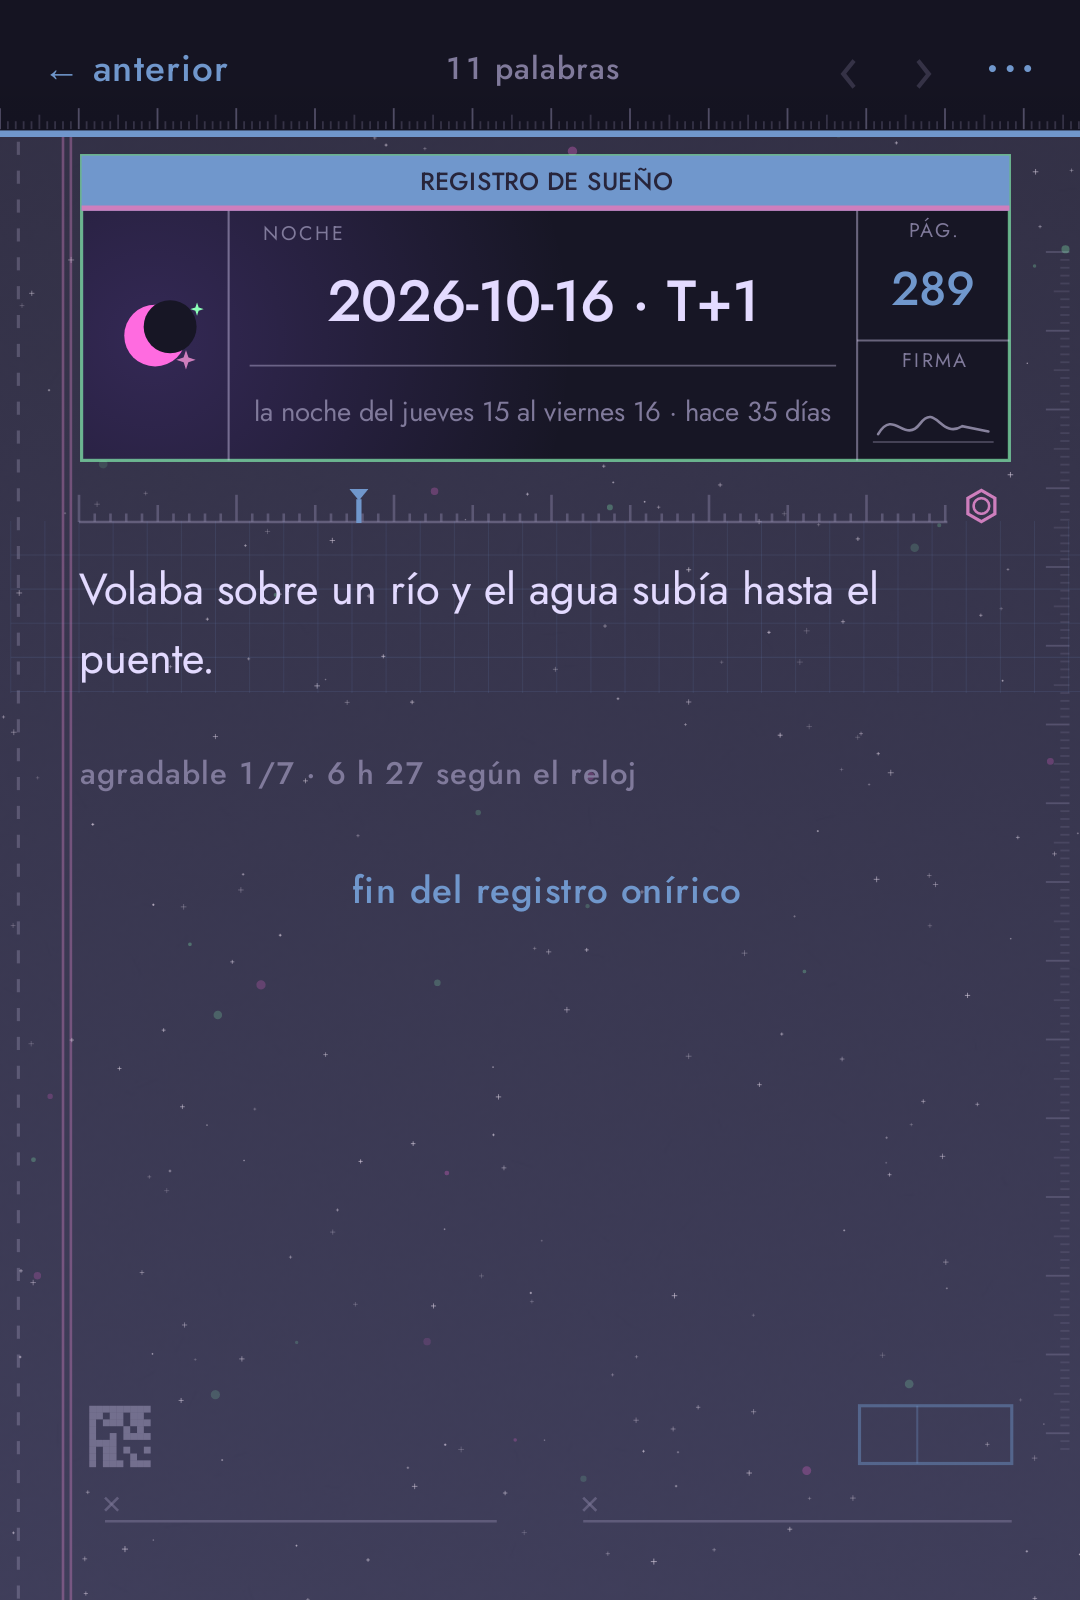 ← anterior
11 palabras
REGISTRO DE SUEÑO
NOCHE
2026-10-16 · T+1
la noche del jueves 15 al viernes 16 · hace 35 días
PÁG.
289
FIRMA
Volaba sobre un río y el agua subía hasta el
puente.
agradable 1/7 · 6 h 27 según el reloj
fin del registro onírico